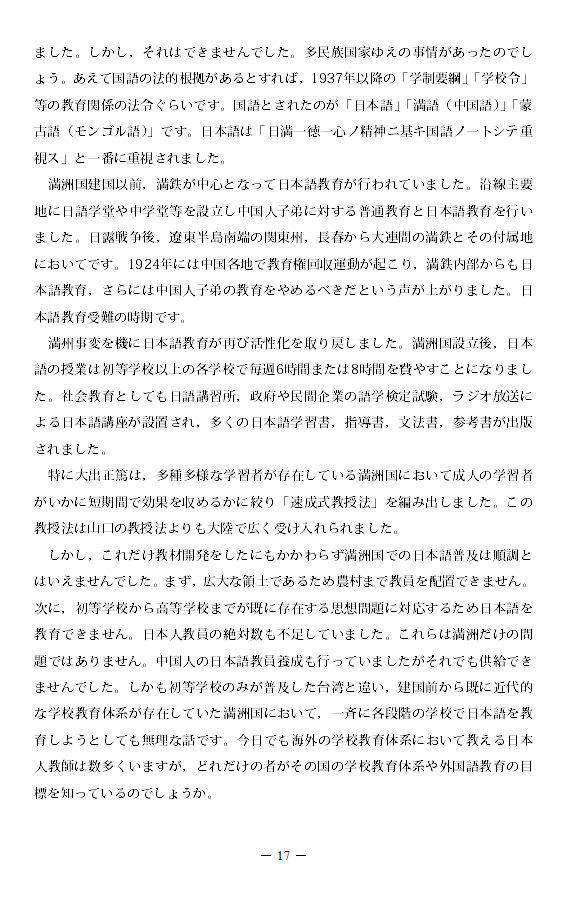 ました。しかし，それはできませんでした。多民族国家ゆえの事情があったのでし
ょう。あえて国語の法的根拠があるとすれば，1937年以降の「学制要綱」「学校令」
等の教育関係の法令ぐらいです。国語とされたのが「日本語」「満語（中国語）」「蒙
古語（モンゴル語）」です。日本語は「日満一徳一心ノ精神ニ基キ国語ノートシテ重
視ス」と一番に重視されました。
　満洲国建国以前，満鉄が中心となって日本語教育が行われていました。沿線主要
地に日語学堂や中学堂等を設立し中国人子弟に対する普通教育と日本語教育を行い
ました。日露戦争後，遼東半島南端の関東州，長春から大連間の満鉄とその付属地
においてです。1924年には中国各地で教育権回収運動が起こり，満鉄内部からも日
本語教育，さらには中国人子弟の教育をやめるべきだという声が上がりました。日
本語教育受難の時期です。
　満州事変を機に日本語教育が再び活性化を取り戻しました。満洲国設立後，日本
語の授業は初等学校以上の各学校で毎週6時間または8時間を費やすことになりまし
た。社会教育としても日語講習所，政府や民間企業の語学検定試験，ラジオ放送に
よる日本語講座が設置され，多くの日本語学習書，指導書，文法書，参考書が出版
されました。
　特に大出正篤は，多種多様な学習者が存在している満洲国において成人の学習者
がいかに短期間で効果を収めるかに絞り「速成式教授法」を編み出しました。この
教授法は山口の教授法よりも大陸で広く受け入れられました。
　しかし，これだけ教材開発をしたにもかかわらず満洲国での日本語普及は順調と
はいえませんでした。まず，広大な領土であるため農村まで教員を配置できません。
次に，初等学校から高等学校までが既に存在する思想問題に対応するため日本語を
教育できません。日本人教員の絶対数も不足していました。これらは満洲だけの問
題ではありません。中国人の日本語教員養成も行っていましたがそれでも供給でき
ませんでした。しかも初等学校のみが普及した台湾と違い，建国前から既に近代的
な学校教育体系が存在していた満洲国において，一斉に各段階の学校で日本語を教
育しようとしても無理な話です。今日でも海外の学校教育体系において教える日本
人教師は数多くいますが，どれだけの者がその国の学校教育体系や外国語教育の目
標を知っているのでしょうか。
― 17 ―